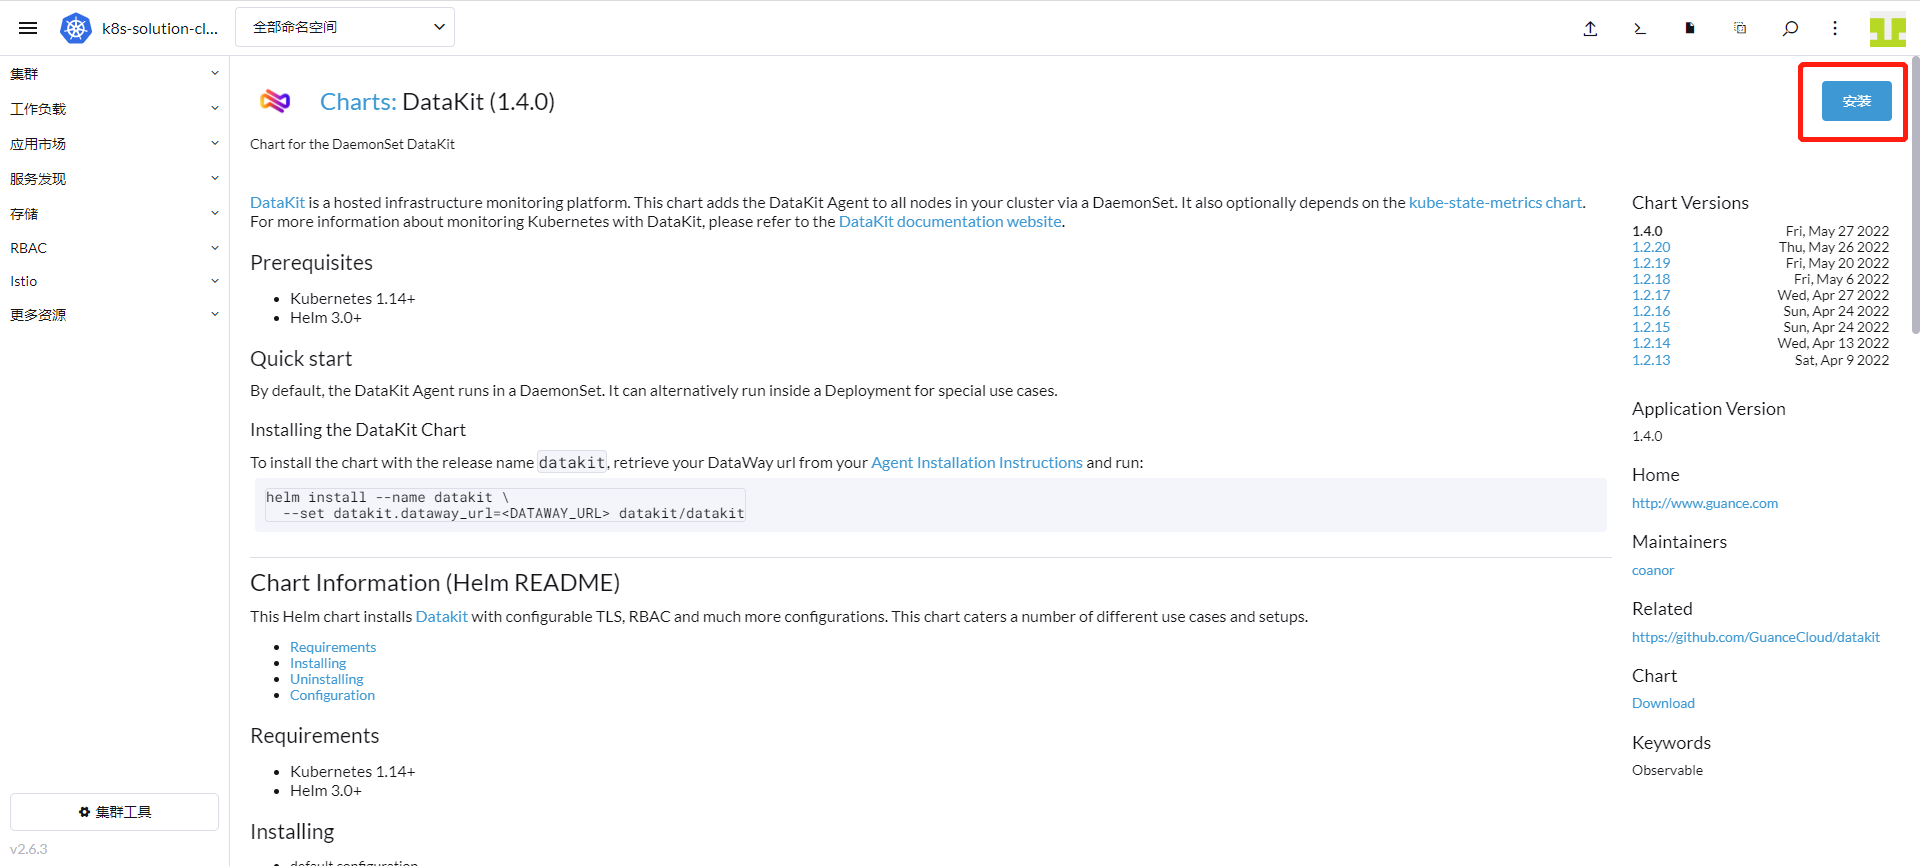 k8s-solution-cl...
全部命名空间
集群
工作负载
应用市场
服务发现
存储
RBAC
Istio
更多资源
集群工具
v2.6.3
Charts: DataKit (1.4.0)
安装
Chart for the DaemonSet DataKit
DataKit is a hosted infrastructure monitoring platform. This chart adds the DataKit Agent to all nodes in your cluster via a DaemonSet. It also optionally depends on the kube-state-metrics chart.
For more information about monitoring Kubernetes with DataKit, please refer to the DataKit documentation website.
Prerequisites
Kubernetes 1.14+
Helm 3.0+
Quick start
By default, the DataKit Agent runs in a DaemonSet. It can alternatively run inside a Deployment for special use cases.
Installing the DataKit Chart
To install the chart with the release name datakit, retrieve your DataWay url from your Agent Installation Instructions and run:
helm install --name datakit \
--set datakit.dataway_url=<DATAWAY_URL> datakit/datakit
Chart Information (Helm README)
This Helm chart installs Datakit with configurable TLS, RBAC and much more configurations. This chart caters a number of different use cases and setups.
Requirements
Installing
Uninstalling
Configuration
Requirements
Kubernetes 1.14+
Helm 3.0+
Installing
default configuration
Chart Versions
1.4.0 Fri, May 27 2022
1.2.20 Thu, May 26 2022
1.2.19 Fri, May 20 2022
1.2.18 Fri, May 6 2022
1.2.17 Wed, Apr 27 2022
1.2.16 Sun, Apr 24 2022
1.2.15 Sun, Apr 24 2022
1.2.14 Wed, Apr 13 2022
1.2.13 Sat, Apr 9 2022
Application Version
1.4.0
Home
http://www.guance.com
Maintainers
coanor
Related
https://github.com/GuanceCloud/datakit
Chart
Download
Keywords
Observable